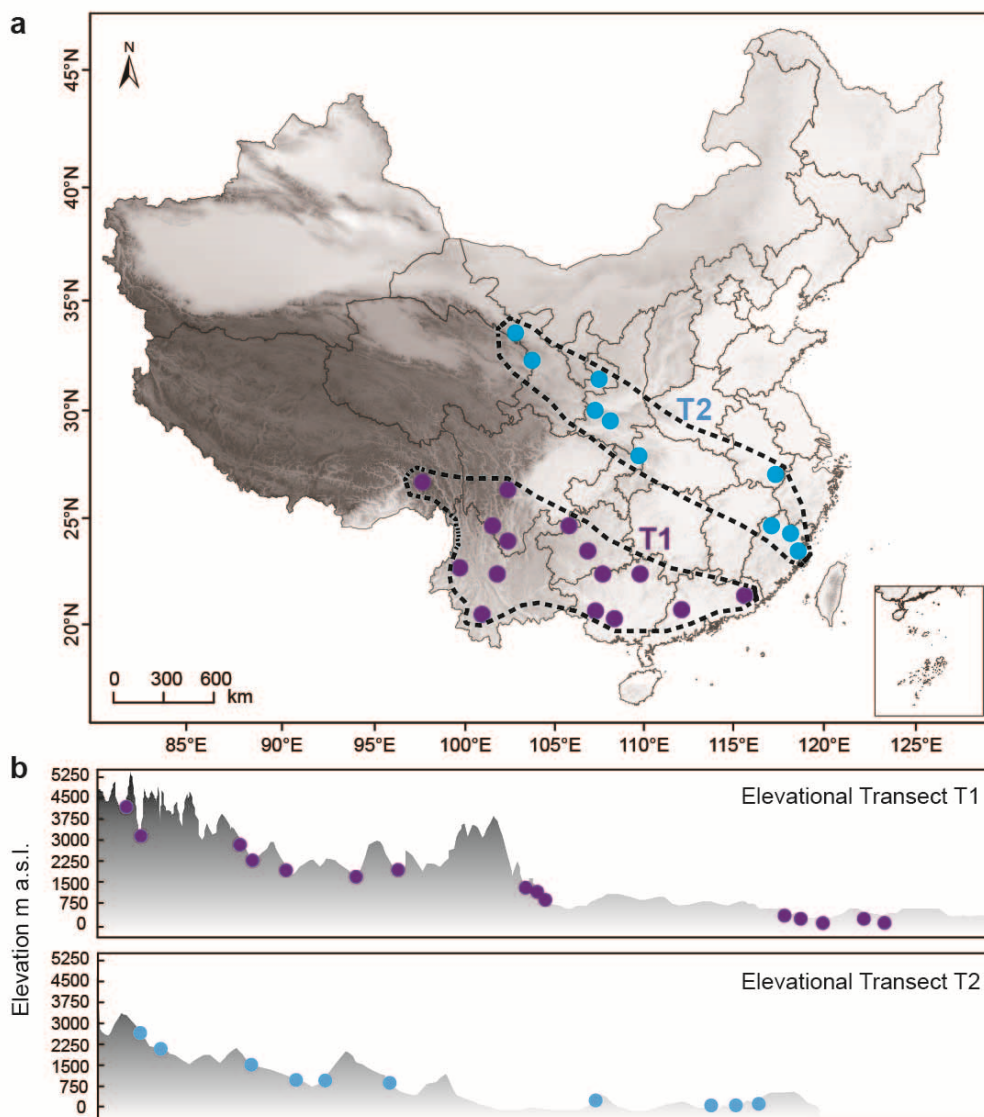 a
N
45°N
40°N
35°N
30°N
25°N
20°N
T2
T1
0 300 600
km
85°E 90°E 95°E 100°E 105°E 110°E 115°E 120°E 125°E
b
Elevation m a.s.l.
5250
4500
3750
3000
2250
1500
750
0
Elevational Transect T1
5250
4500
3750
3000
2250
1500
750
0
Elevational Transect T2